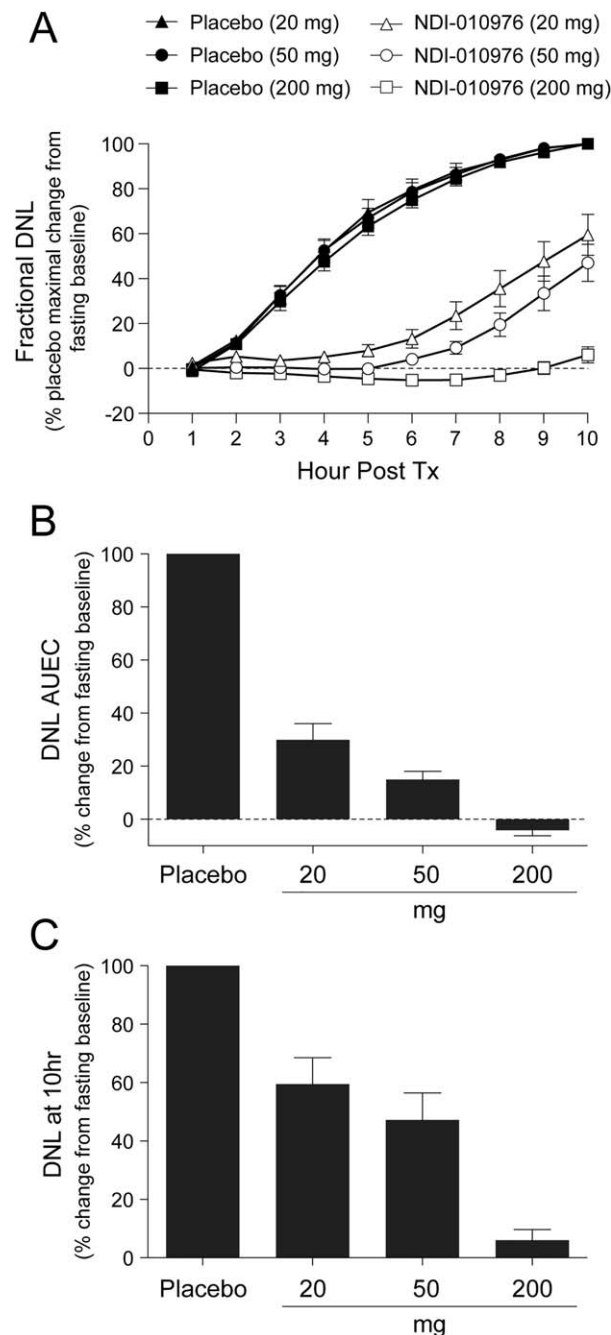 A
Placebo (20 mg) NDI-010976 (20 mg)
Placebo (50 mg) NDI-010976 (50 mg)
Placebo (200 mg) NDI-010976 (200 mg)
Fractional DNL
(% placebo maximal change from
fasting baseline)
100
80
60
40
20
0
-20
0 1 2 3 4 5 6 7 8 9 10
Hour Post Tx
B
DNL AUEC
(% change from fasting baseline)
100
80
60
40
20
0
Placebo 20 50 200
mg
C
DNL at 10hr
(% change from fasting baseline)
100
80
60
40
20
0
Placebo 20 50 200
mg